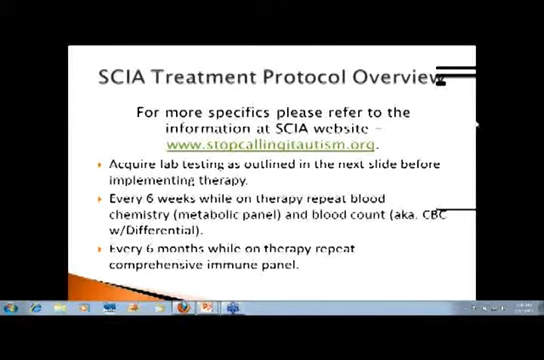 SCIA Treatment Protocol Overview
For more specifics please refer to the
information at SCIA website –
www.stopcallingitautism.org.
Acquire lab testing as outlined in the next slide before
implementing therapy.
Every 6 weeks while on therapy repeat blood
chemistry (metabolic panel) and blood count (aka. CBC
w/Differential).
Every 6 months while on therapy repeat
comprehensive immune panel.